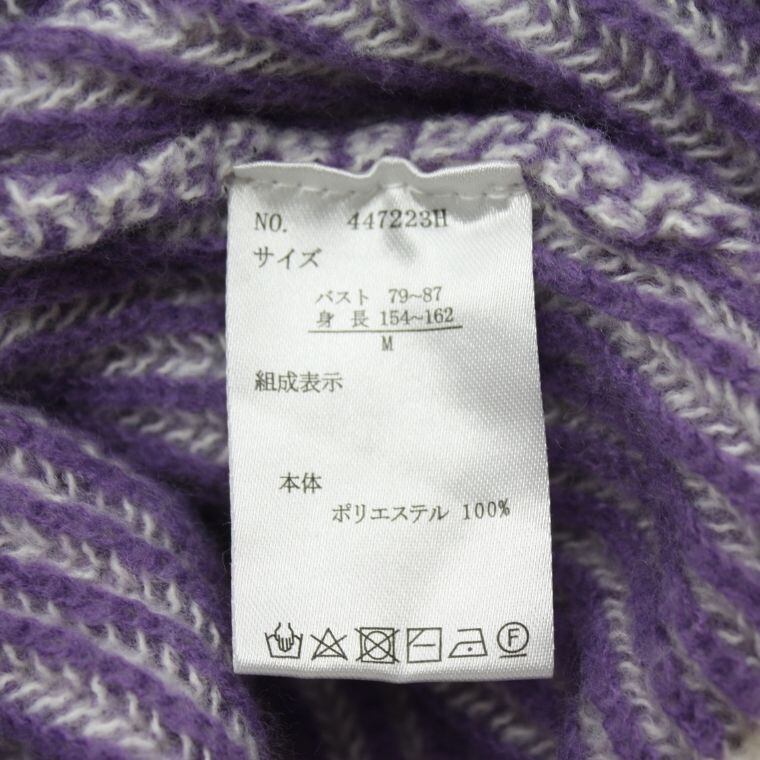 NO. 447223H
サイズ
バスト 79~87
身長 154~162
M
組成表示
本体
ポリエステル 100%
F